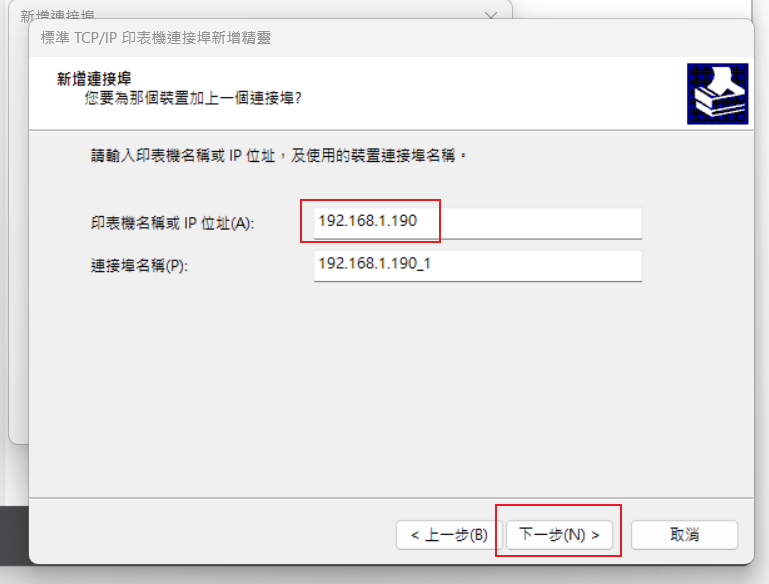 新增連接埠
標準 TCP/IP 印表機連接埠新增精靈
新增連接埠
您要為那個裝置加上一個連接埠?
請輸入印表機名稱或 IP 位址，及使用的裝置連接埠名稱。
印表機名稱或 IP 位址(A):
192.168.1.190
連接埠名稱(P):
192.168.1.190_1
< 上一步(B)
下一步(N) >
取消